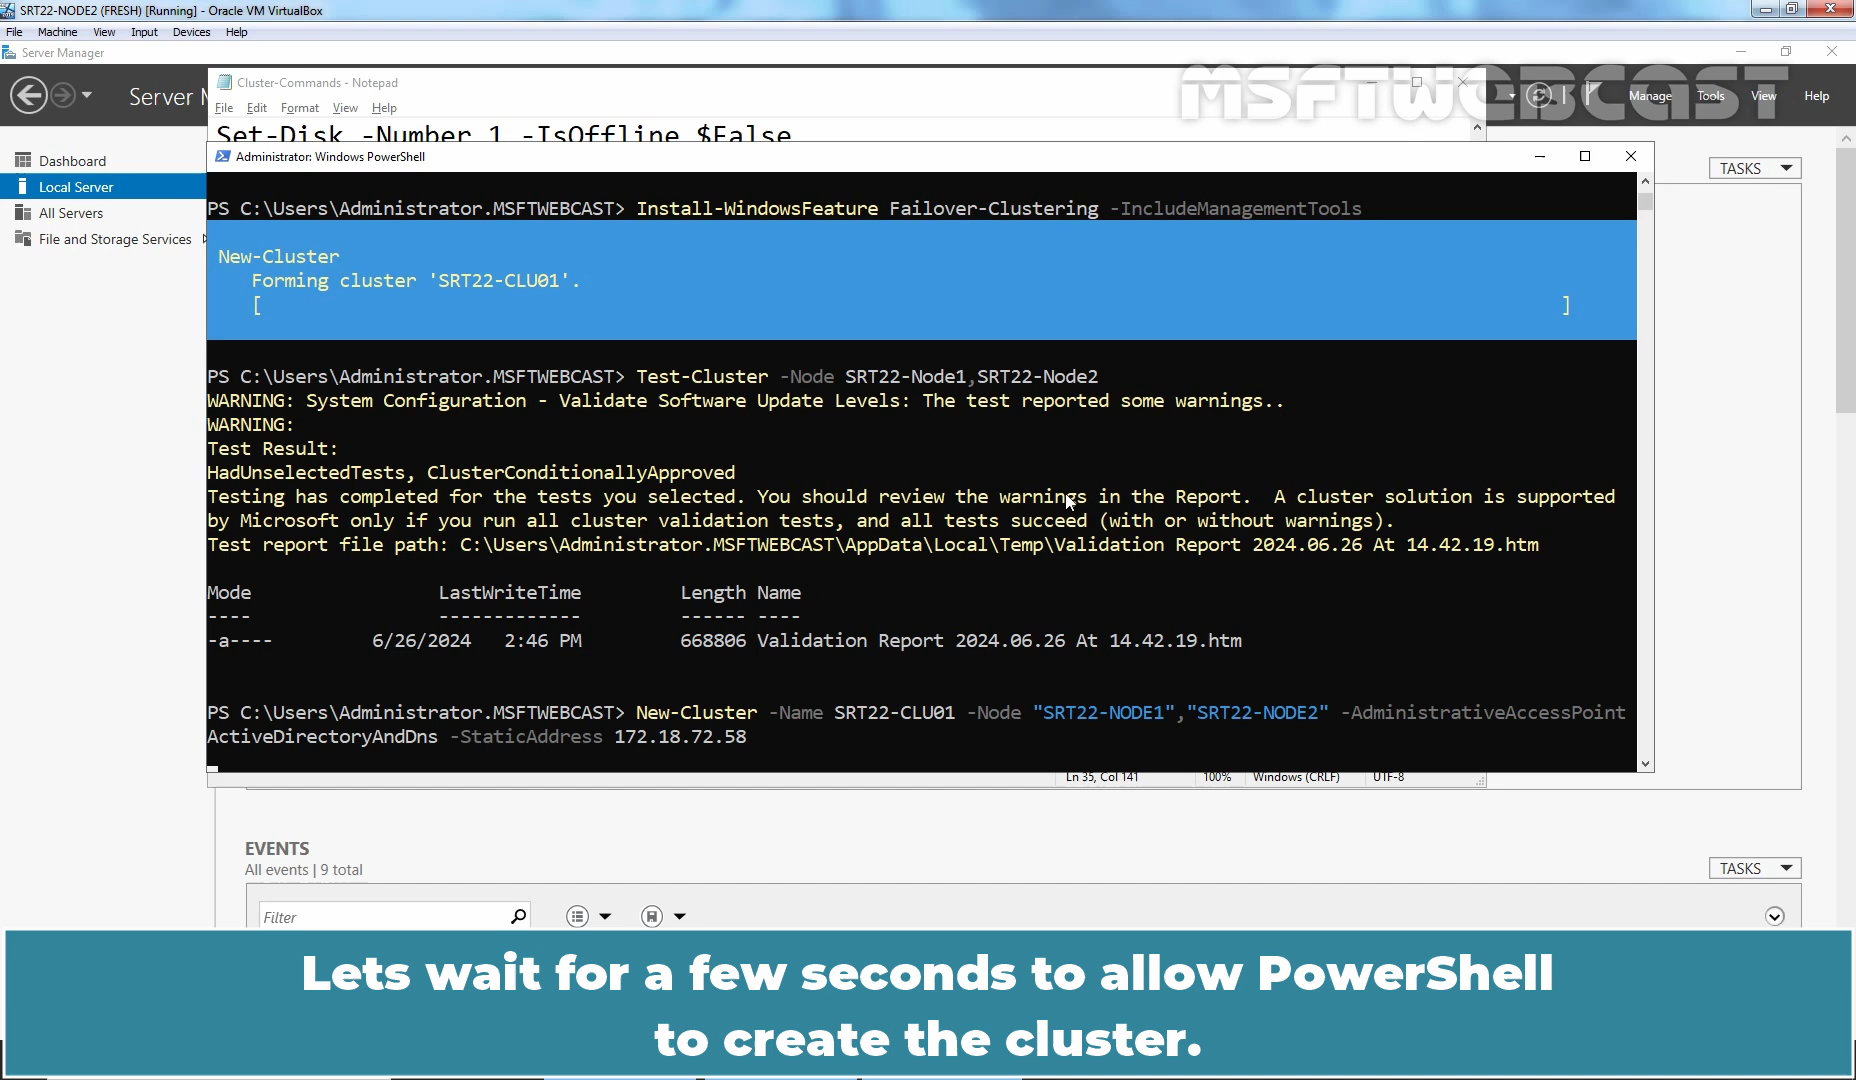 SRT22-NODE2 (FRESH) [Running] - Oracle VM VirtualBox
File Machine View Input Devices Help
Server Manager
MSFTWEBCAST
Cluster-Commands - Notepad
Server M
Manage Tools View Help
File Edit Format View Help
Set-Disk -Number 1 -IsOffline $False
Administrator: Windows PowerShell
Dashboard
Local Server
All Servers
File and Storage Services
TASKS
PS C:\Users\Administrator.MSFTWEBCAST> Install-WindowsFeature Failover-Clustering -IncludeManagementTools
New-Cluster
Forming cluster 'SRT22-CLU01'.
[ ]
PS C:\Users\Administrator.MSFTWEBCAST> Test-Cluster -Node SRT22-Node1,SRT22-Node2
WARNING: System Configuration - Validate Software Update Levels: The test reported some warnings..
WARNING:
Test Result:
HadUnselectedTests, ClusterConditionallyApproved
Testing has completed for the tests you selected. You should review the warnings in the Report.  A cluster solution is supported
by Microsoft only if you run all cluster validation tests, and all tests succeed (with or without warnings).
Test report file path: C:\Users\Administrator.MSFTWEBCAST\AppData\Local\Temp\Validation Report 2024.06.26 At 14.42.19.htm
Mode LastWriteTime Length Name
---- ------------- ------ ----
-a---- 6/26/2024 2:46 PM 668806 Validation Report 2024.06.26 At 14.42.19.htm
PS C:\Users\Administrator.MSFTWEBCAST> New-Cluster -Name SRT22-CLU01 -Node "SRT22-NODE1","SRT22-NODE2" -AdministrativeAccessPoint
ActiveDirectoryAndDns -StaticAddress 172.18.72.58
Ln 35, Col 141 100% Windows (CRLF) UTF-8
EVENTS
All events | 9 total
TASKS
Filter
Lets wait for a few seconds to allow PowerShell
to create the cluster.